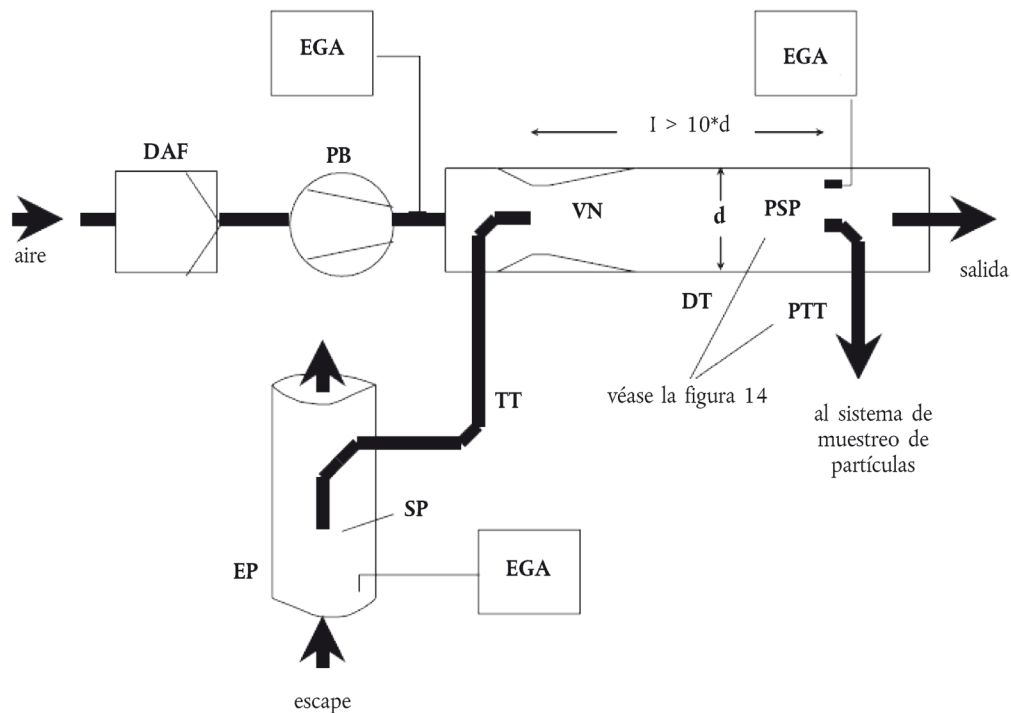 EGA
EGA
l > 10*d
DAF
PB
VN
d
PSP
aire
salida
DT
PTT
véase la figura 14
TT
al sistema de
muestreo de
partículas
SP
EP
EGA
escape